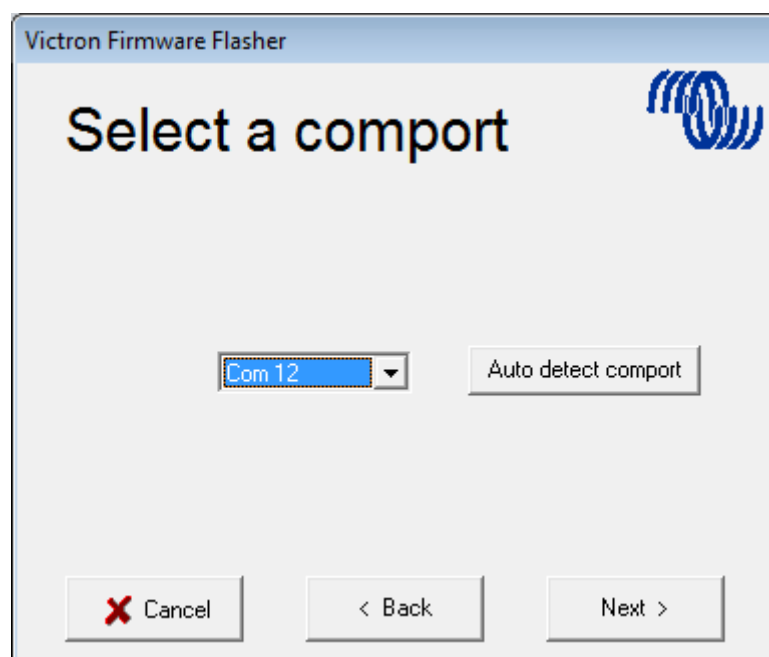 Victron Firmware Flasher
Select a comport
Com 12
Auto detect comport
Cancel
< Back
Next >